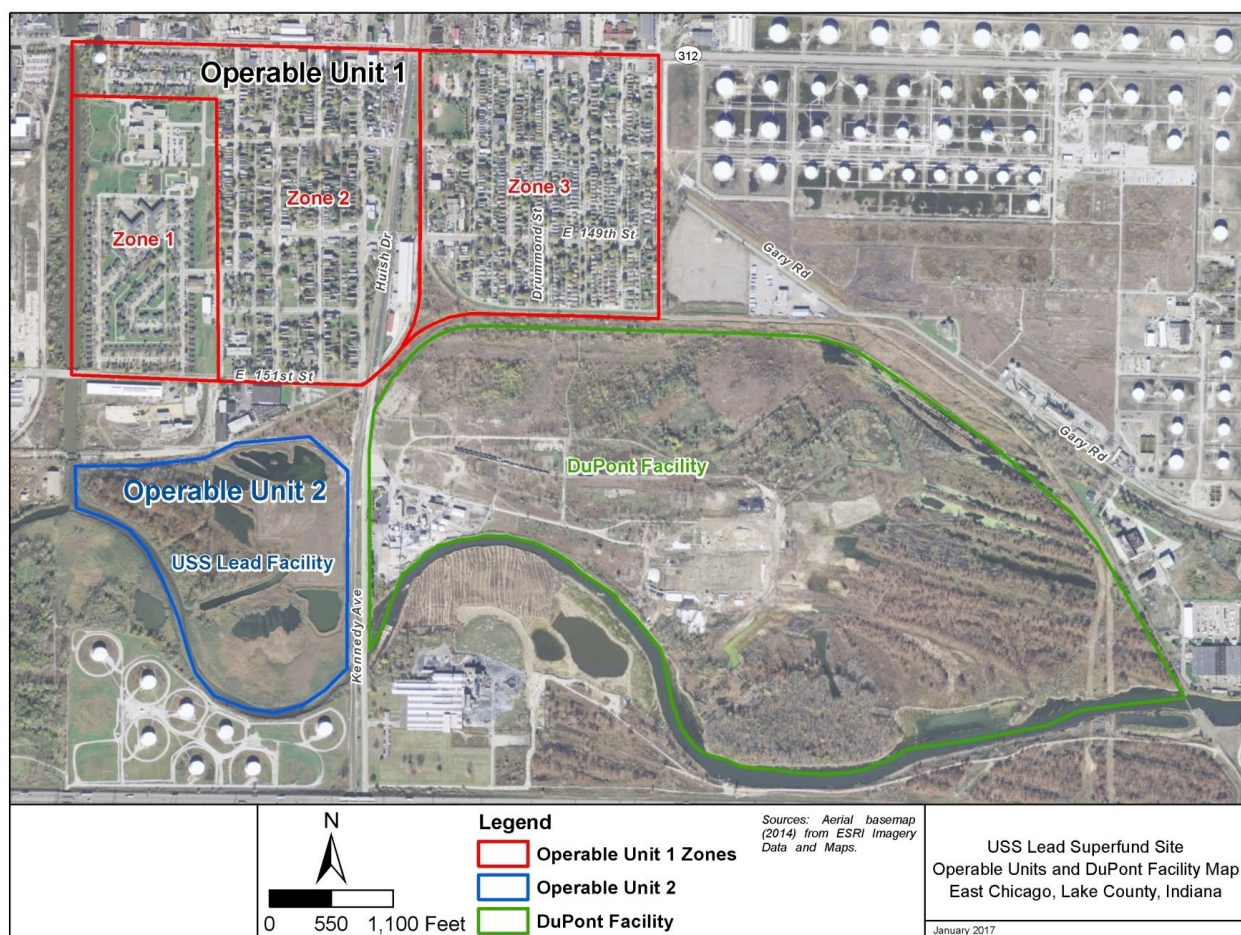 312
Operable Unit 1
Zone 1
Zone 2
Zone 3
Huish Dr
Drummond St
E 149th St
Gary Rd
E 151st St
DuPont Facility
Gary Rd
Operable Unit 2
USS Lead Facility
Kennedy Ave
N
0 550 1,100 Feet
Legend
Operable Unit 1 Zones
Operable Unit 2
DuPont Facility
Sources: Aerial basemap
(2014) from ESRI Imagery
Data and Maps.
USS Lead Superfund Site
Operable Units and DuPont Facility Map
East Chicago, Lake County, Indiana
January 2017